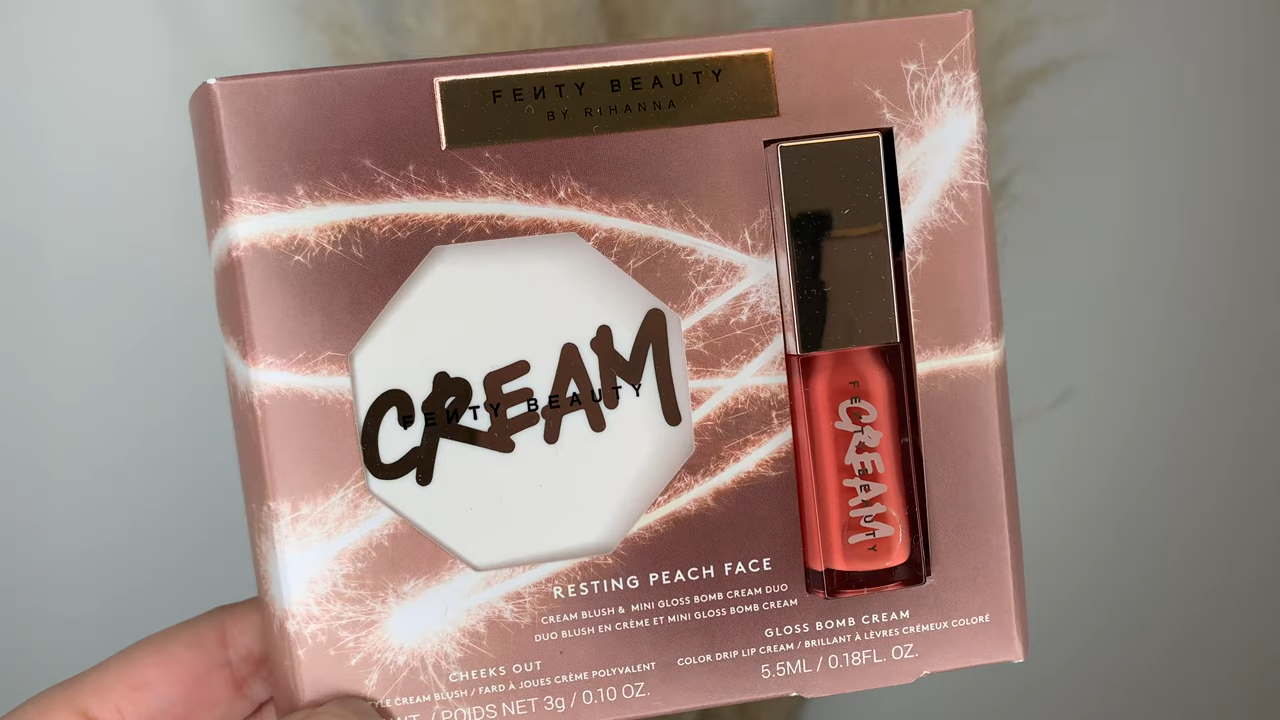 FENTY BEAUTY
BY RIHANNA
CREAM
FENTY BEAUTY
CREAM
FENTY BEAUTY
RESTING PEACH FACE
CREAM BLUSH & MINI GLOSS BOMB CREAM DUO
DUO BLUSH EN CRÈME ET MINI GLOSS BOMB CREAM
CHEEKS OUT
CREAM BLUSH / FARD À JOUES CRÈME POLYVALENT
/ POIDS NET 3g / 0.10 OZ.
GLOSS BOMB CREAM
COLOR DRIP LIP CREAM / BRILLANT À LÈVRES CRÉMEUX COLORÉ
5.5ML / 0.18FL. OZ.